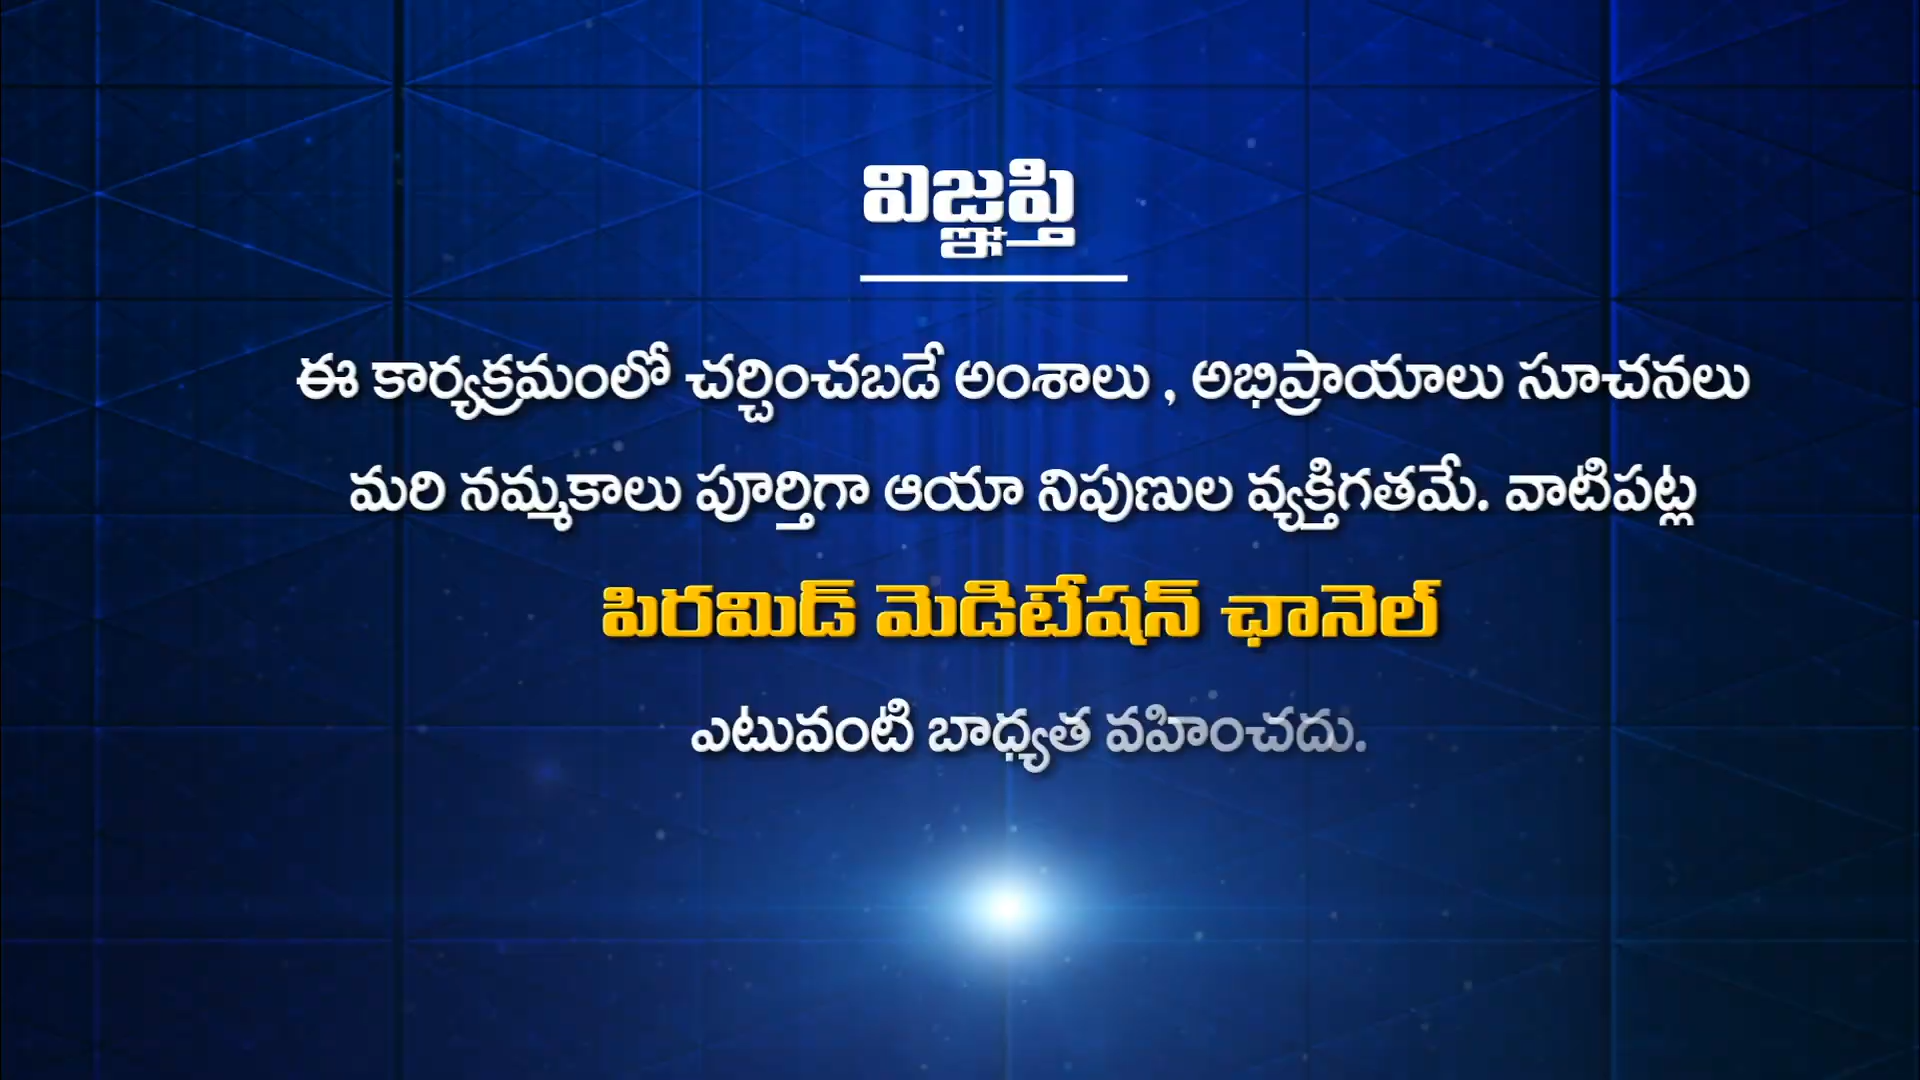 విజ్ఞప్తి
ఈ కార్యక్రమంలో చర్చించబడే అంశాలు , అభిప్రాయాలు సూచనలు
మరి నమ్మకాలు పూర్తిగా ఆయా నిపుణుల వ్యక్తిగతమే. వాటిపట్ల
పిరమిడ్ మెడిటేషన్ ఛానెల్
ఎటువంటి బాధ్యత వహించదు.